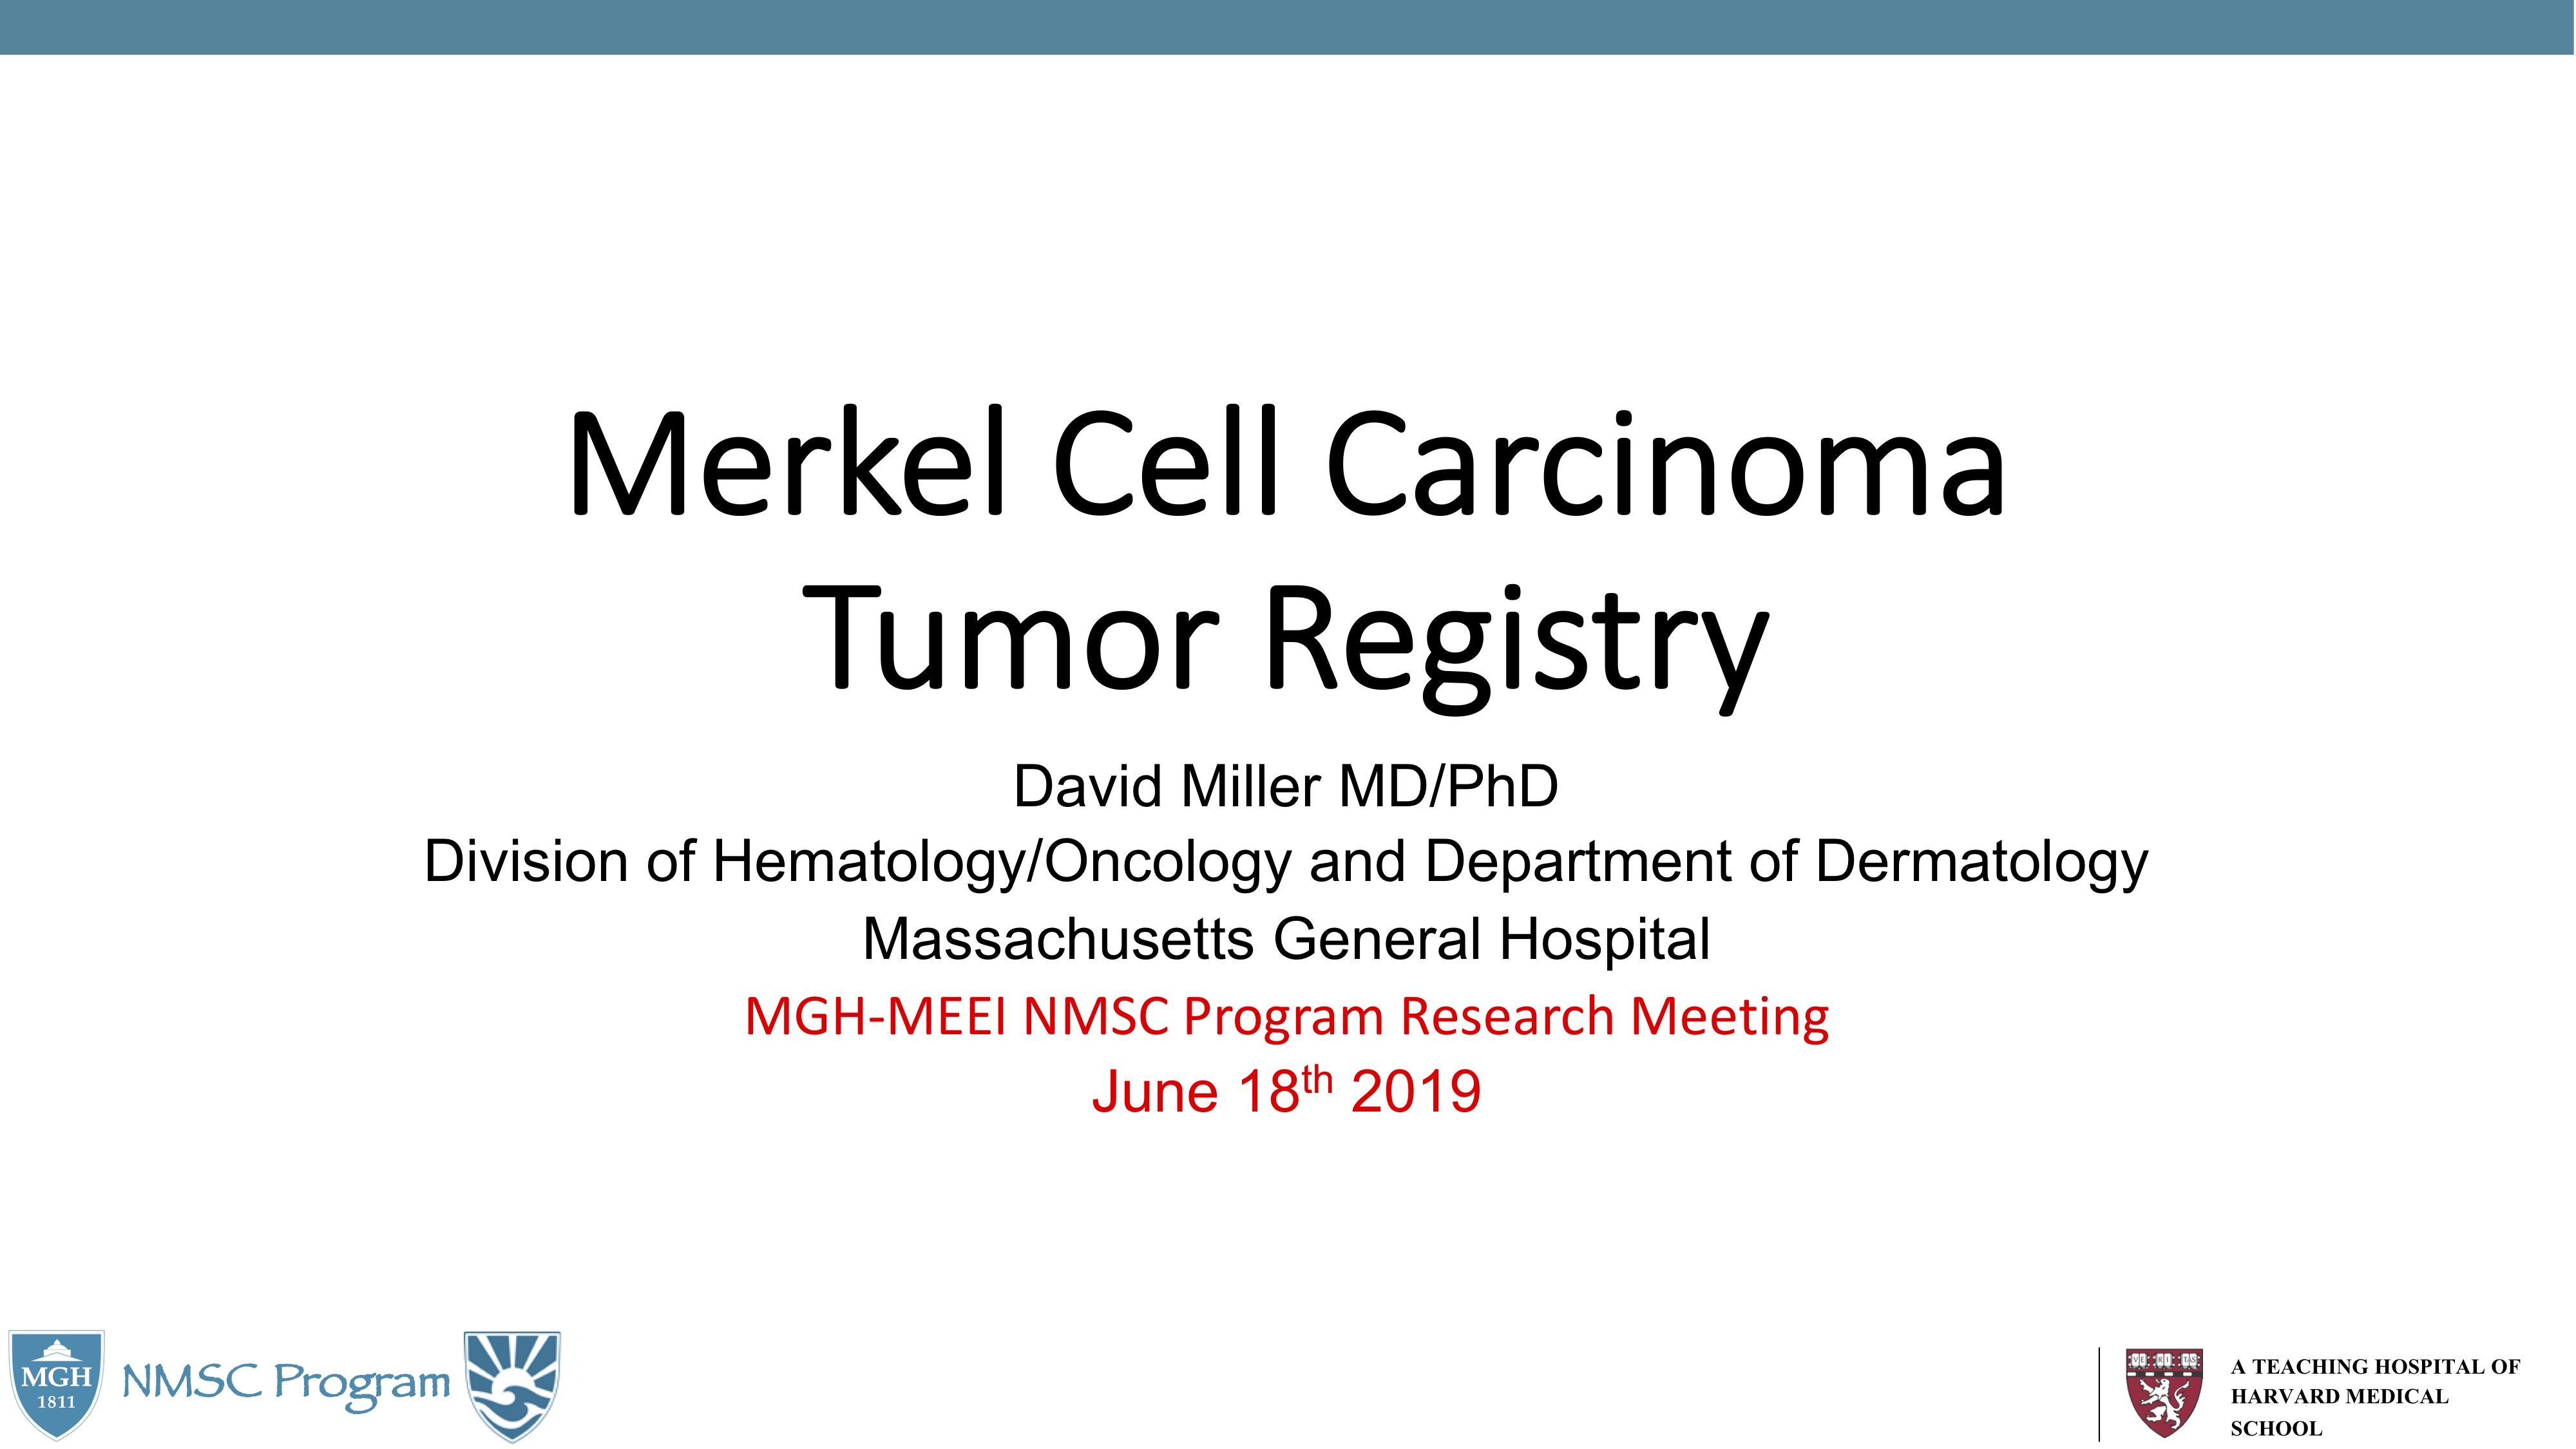 Merkel Cell Carcinoma
Tumor Registry
David Miller MD/PhD
Division of Hematology/Oncology and Department of Dermatology
Massachusetts General Hospital
MGH-MEEI NMSC Program Research Meeting
June 18th 2019
MGH
1811
NMSC Program
VE RI TAS
A TEACHING HOSPITAL OF
HARVARD MEDICAL
SCHOOL